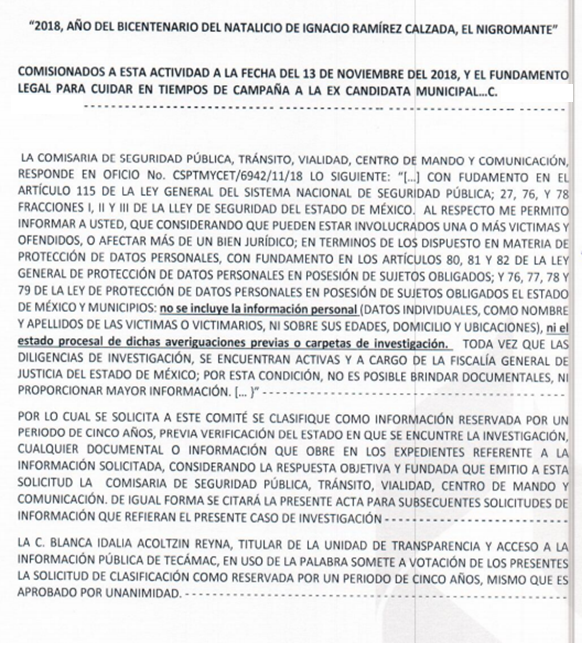 "2018, AÑO DEL BICENTENARIO DEL NATALICIO DE IGNACIO RAMÍREZ CALZADA, EL NIGROMANTE"
COMISIONADOS A ESTA ACTIVIDAD A LA FECHA DEL 13 DE NOVIEMBRE DEL 2018, Y EL FUNDAMENTO
LEGAL PARA CUIDAR EN TIEMPOS DE CAMPAÑA A LA EX CANDIDATA MUNICIPAL...C.
LA COMISARIA DE SEGURIDAD PÚBLICA, TRÁNSITO, VIALIDAD, CENTRO DE MANDO Y COMUNICACIÓN,
RESPONDE EN OFICIO No. CSPTMYCET/6942/11/18 LO SIGUIENTE: "[...] CON FUDAMENTO EN EL
ARTÍCULO 115 DE LA LEY GENERAL DEL SISTEMA NACIONAL DE SEGURIDAD PÚBLICA; 27, 76, Y 78
FRACCIONES I, II Y III DE LA LLEY DE SEGURIDAD DEL ESTADO DE MÉXICO. AL RESPECTO ME PERMITO
INFORMAR A USTED, QUE CONSIDERANDO QUE PUEDEN ESTAR INVOLUCRADOS UNA O MÁS VICTIMAS Y
OFENDIDOS, O AFECTAR MÁS DE UN BIEN JURÍDICO; EN TERMINOS DE LOS DISPUESTO EN MATERIA DE
PROTECCIÓN DE DATOS PERSONALES, CON FUNDAMENTO EN LOS ARTÍCULOS 80, 81 Y 82 DE LA LEY
GENERAL DE PROTECCIÓN DE DATOS PERSONALES EN POSESIÓN DE SUJETOS OBLIGADOS; Y 76, 77, 78 Y
79 DE LA LEY DE PROTECCIÓN DE DATOS PERSONALES EN POSESIÓN DE SUJETOS OBLIGADOS EL ESTADO
DE MÉXICO Y MUNICIPIOS: no se incluye la información personal (DATOS INDIVIDUALES, COMO NOMBRE
Y APELLIDOS DE LAS VICTIMAS O VICTIMARIOS, NI SOBRE SUS EDADES, DOMICILIO Y UBICACIONES), ni el
estado procesal de dichas averiguaciones previas o carpetas de investigación. TODA VEZ QUE LAS
DILIGENCIAS DE INVESTIGACIÓN, SE ENCUENTRAN ACTIVAS Y A CARGO DE LA FISCALÍA GENERAL DE
JUSTICIA DEL ESTADO DE MÉXICO; POR ESTA CONDICIÓN, NO ES POSIBLE BRINDAR DOCUMENTALES, NI
PROPORCIONAR MAYOR INFORMACIÓN. [... )"
POR LO CUAL SE SOLICITA A ESTE COMITÉ SE CLASIFIQUE COMO INFORMACIÓN RESERVADA POR UN
PERIODO DE CINCO AÑOS, PREVIA VERIFICACIÓN DEL ESTADO EN QUE SE ENCUNTRE LA INVESTIGACIÓN,
CUALQUIER DOCUMENTAL O INFORMACIÓN QUE OBRE EN LOS EXPEDIENTES REFERENTE A LA
INFORMACIÓN SOLICITADA, CONSIDERANDO LA RESPUESTA OBJETIVA Y FUNDADA QUE EMITIO A ESTA
SOLICITUD LA COMISARIA DE SEGURIDAD PÚBLICA, TRÁNSITO, VIALIDAD, CENTRO DE MANDO Y
COMUNICACIÓN. DE IGUAL FORMA SE CITARÁ LA PRESENTE ACTA PARA SUBSECUENTES SOLICITUDES DE
INFORMACIÓN QUE REFIERAN EL PRESENTE CASO DE INVESTIGACIÓN
LA C. BLANCA IDALIA ACOLTZIN REYNA, TITULAR DE LA UNIDAD DE TRANSPARENCIA Y ACCESO A LA
INFORMACIÓN PÚBLICA DE TECÁMAC, EN USO DE LA PALABRA SOMETE A VOTACIÓN DE LOS PRESENTES
LA SOLICITUD DE CLASIFICACIÓN COMO RESERVADA POR UN PERIODO DE CINCO AÑOS, MISMO QUE ES
APROBADO POR UNANIMIDAD.